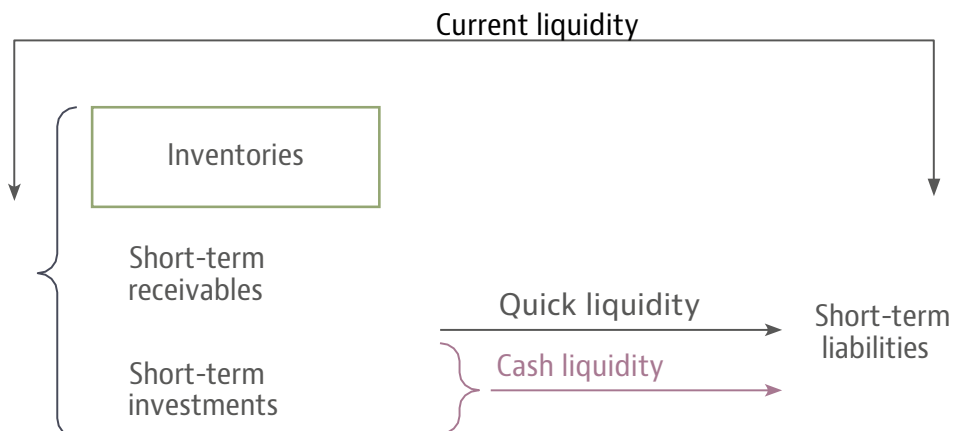 Current liquidity
Inventories
Short-term
receivables
Quick liquidity
Short-term
liabilities
Cash liquidity
Short-term
investments